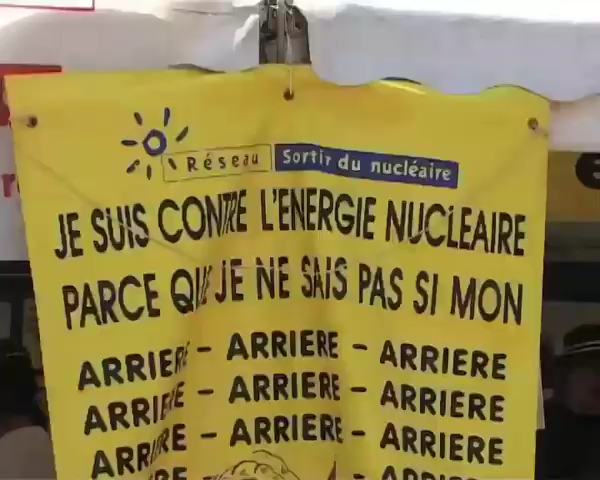 Réseau Sortir du nucléaire
JE SUIS CONTRE L'ENERGIE NUCLEAIRE
PARCE QUE JE NE SAIS PAS SI MON
ARRIERE - ARRIERE - ARRIERE
ARRIERE - ARRIERE - ARRIERE
ARRIERE - ARRIERE - ARRIERE